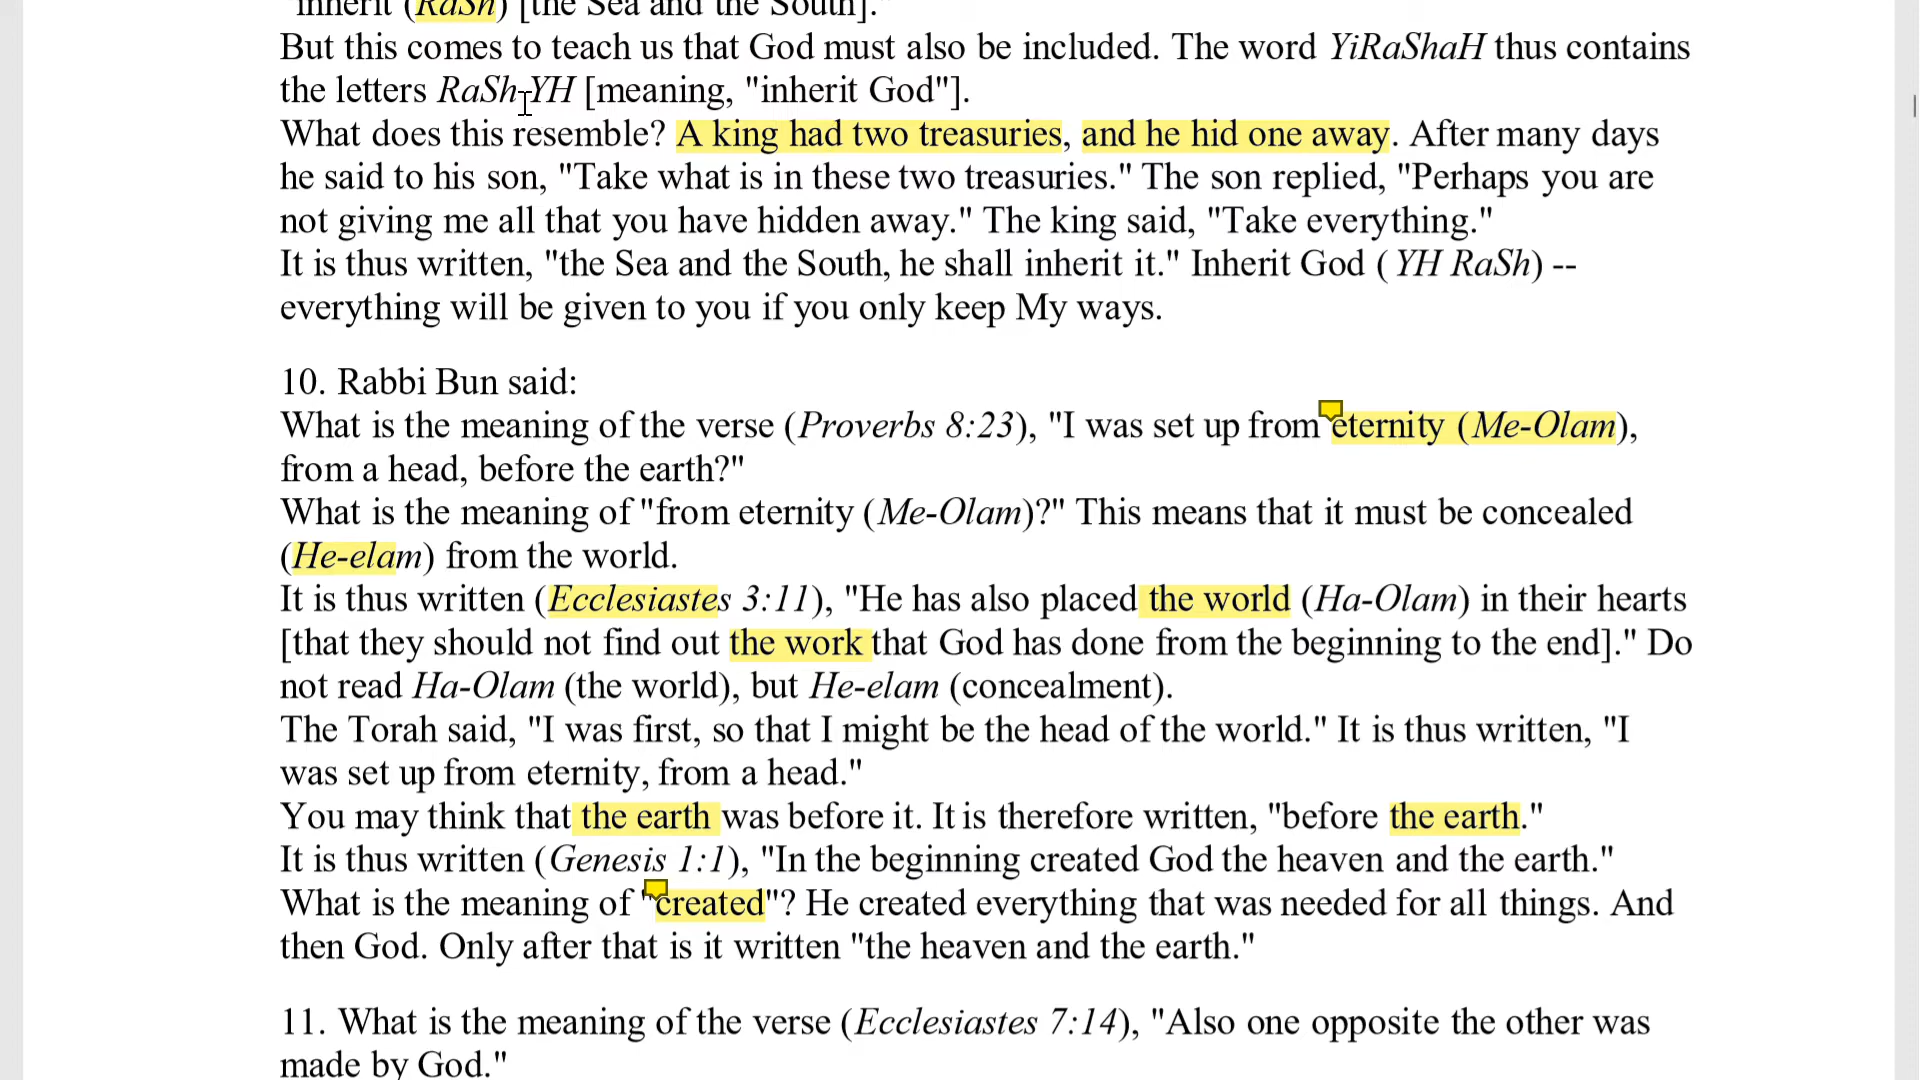 "inherit (RaSh) [the Sea and the South]."
But this comes to teach us that God must also be included. The word YiRaShaH thus contains
the letters RaSh-YH [meaning, "inherit God"].
What does this resemble? A king had two treasuries, and he hid one away. After many days
he said to his son, "Take what is in these two treasuries." The son replied, "Perhaps you are
not giving me all that you have hidden away." The king said, "Take everything."
It is thus written, "the Sea and the South, he shall inherit it." Inherit God ( YH RaSh) --
everything will be given to you if you only keep My ways.
10. Rabbi Bun said:
What is the meaning of the verse (Proverbs 8:23), "I was set up from eternity (Me-Olam),
from a head, before the earth?"
What is the meaning of "from eternity (Me-Olam)?" This means that it must be concealed
(He-elam) from the world.
It is thus written (Ecclesiastes 3:11), "He has also placed the world (Ha-Olam) in their hearts
[that they should not find out the work that God has done from the beginning to the end]." Do
not read Ha-Olam (the world), but He-elam (concealment).
The Torah said, "I was first, so that I might be the head of the world." It is thus written, "I
was set up from eternity, from a head."
You may think that the earth was before it. It is therefore written, "before the earth."
It is thus written (Genesis 1:1), "In the beginning created God the heaven and the earth."
What is the meaning of "created"? He created everything that was needed for all things. And
then God. Only after that is it written "the heaven and the earth."
11. What is the meaning of the verse (Ecclesiastes 7:14), "Also one opposite the other was
made by God."